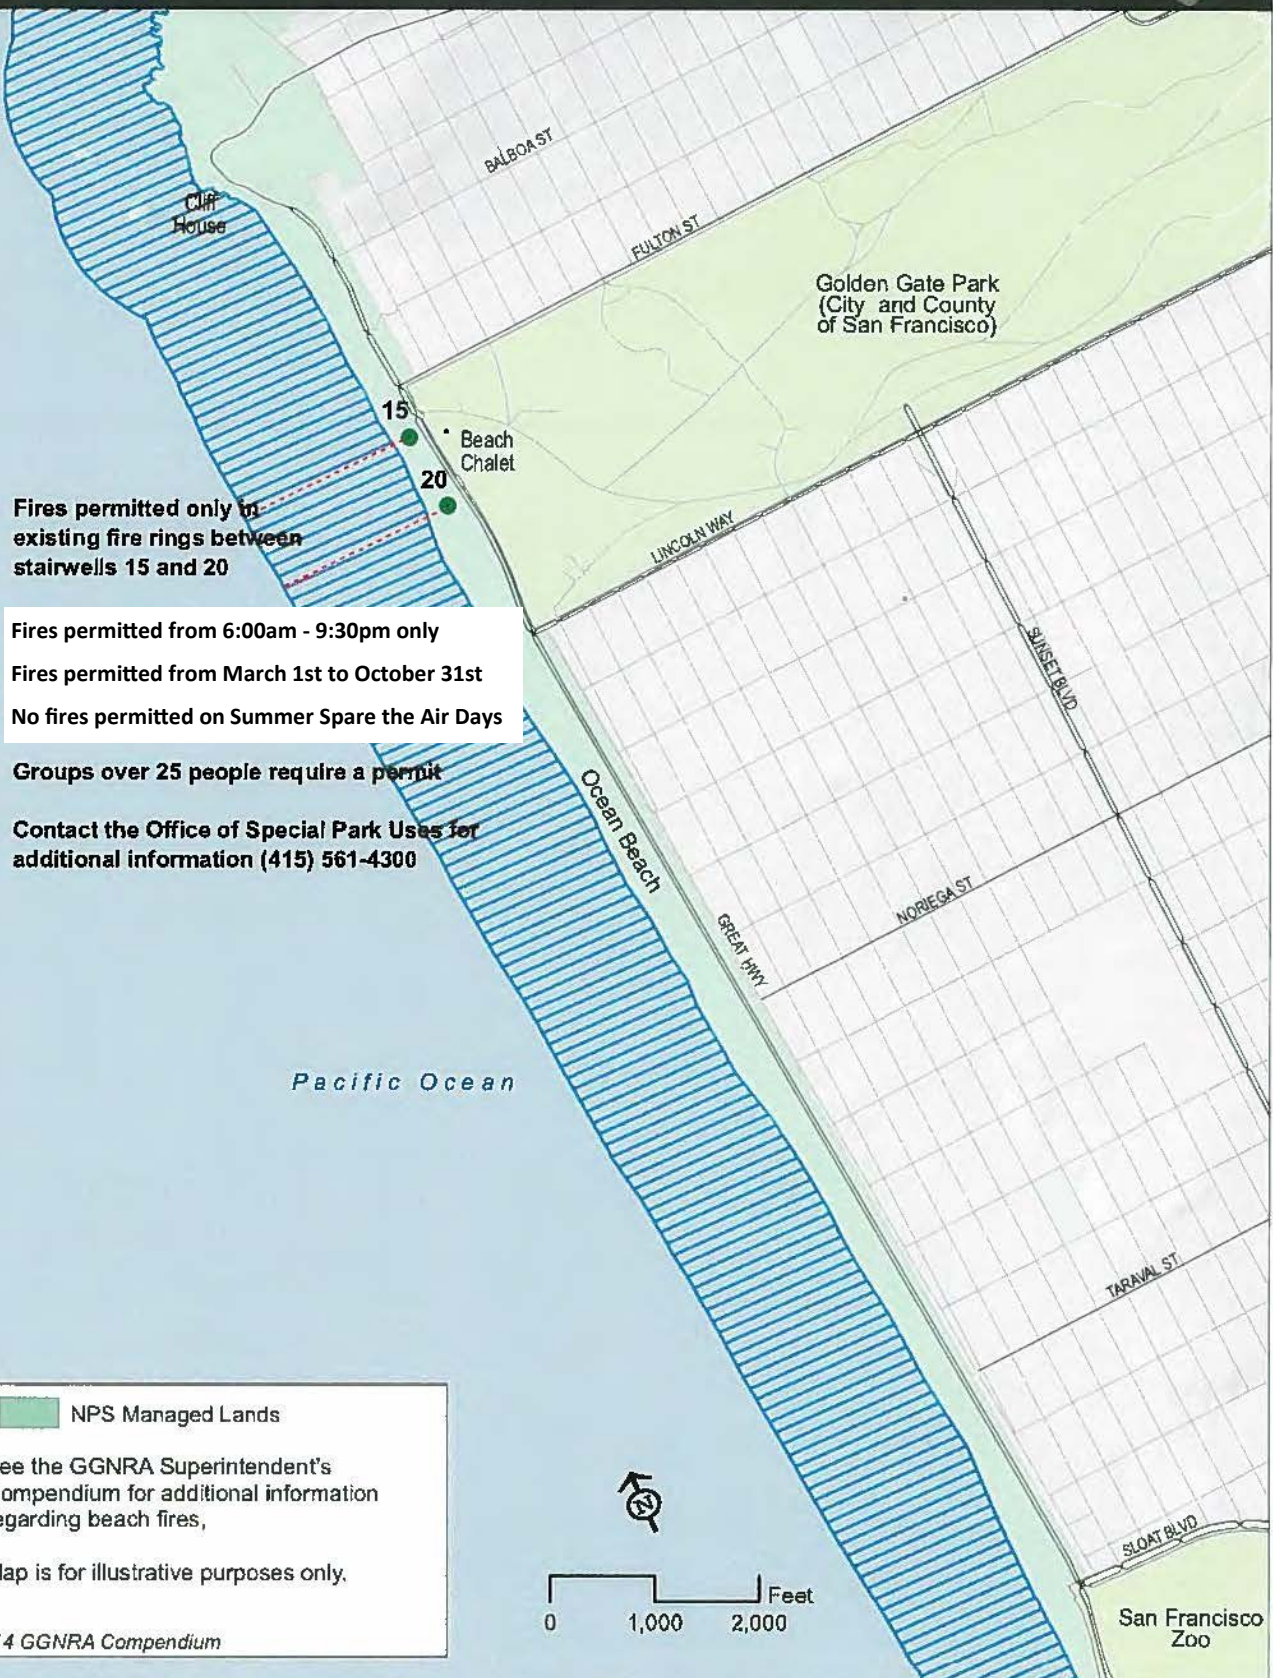 BALBOA ST
Cliff
House
FULTON ST
Golden Gate Park
(City and County
of San Francisco)
15
Beach
Chalet
20
Fires permitted only in
existing fire rings between
stairwells 15 and 20
LINCOLN WAY
Fires permitted from 6:00am - 9:30pm only
Fires permitted from March 1st to October 31st
No fires permitted on Summer Spare the Air Days
SUNSET BLVD
Groups over 25 people require a permit
Contact the Office of Special Park Uses for
additional information (415) 561-4300
Ocean Beach
NORIEGA ST
GREAT HWY
Pacific Ocean
TARAVAL ST
NPS Managed Lands
ee the GGNRA Superintendent's
ompendium for additional information
egarding beach fires,
lap is for illustrative purposes only.
4 GGNRA Compendium
N
Feet
0 1,000 2,000
SLOAT BLVD
San Francisco
Zoo